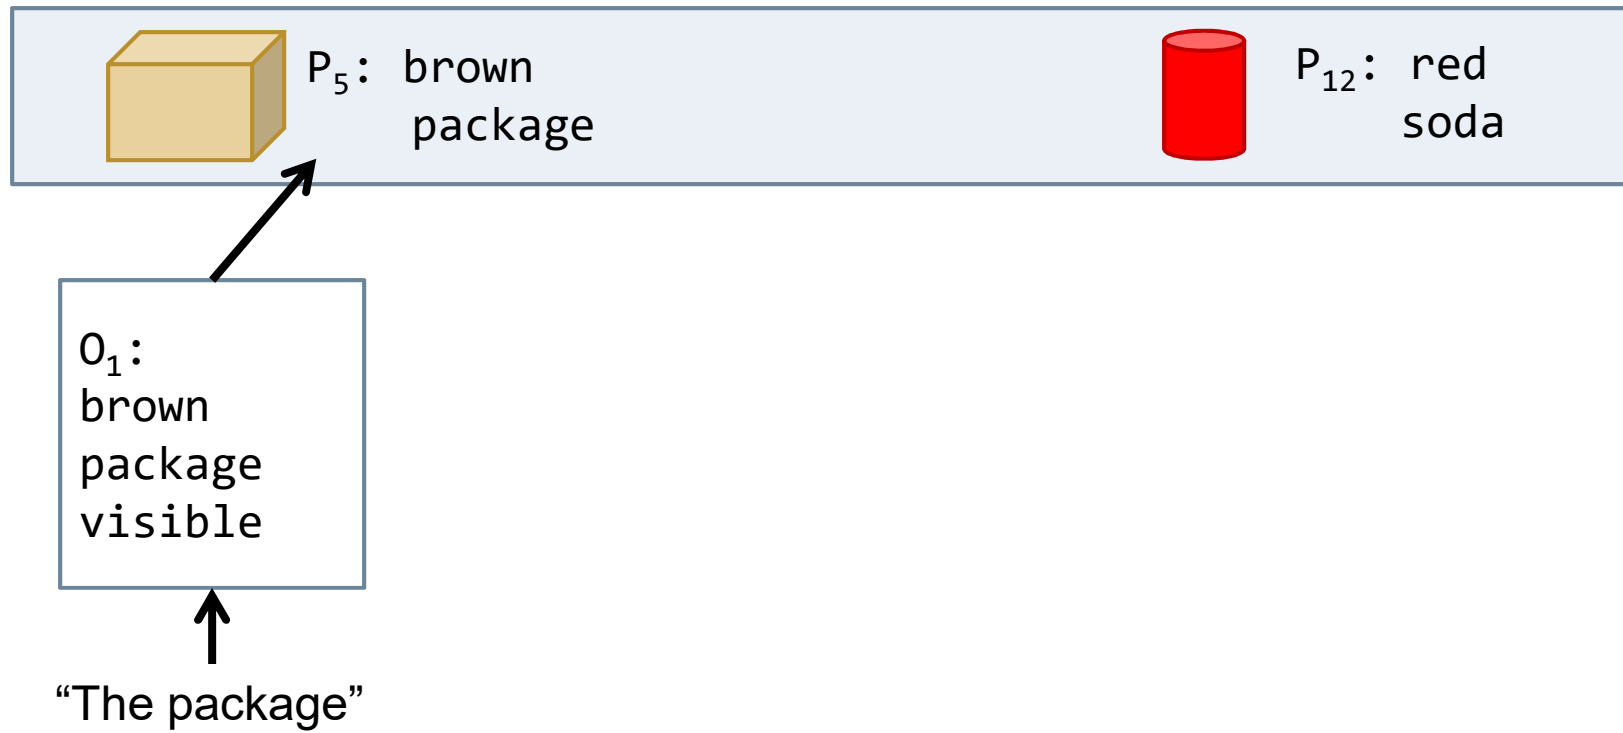 P₅: brown
package
P₁₂: red
soda
O₁:
brown
package
visible
“The package”